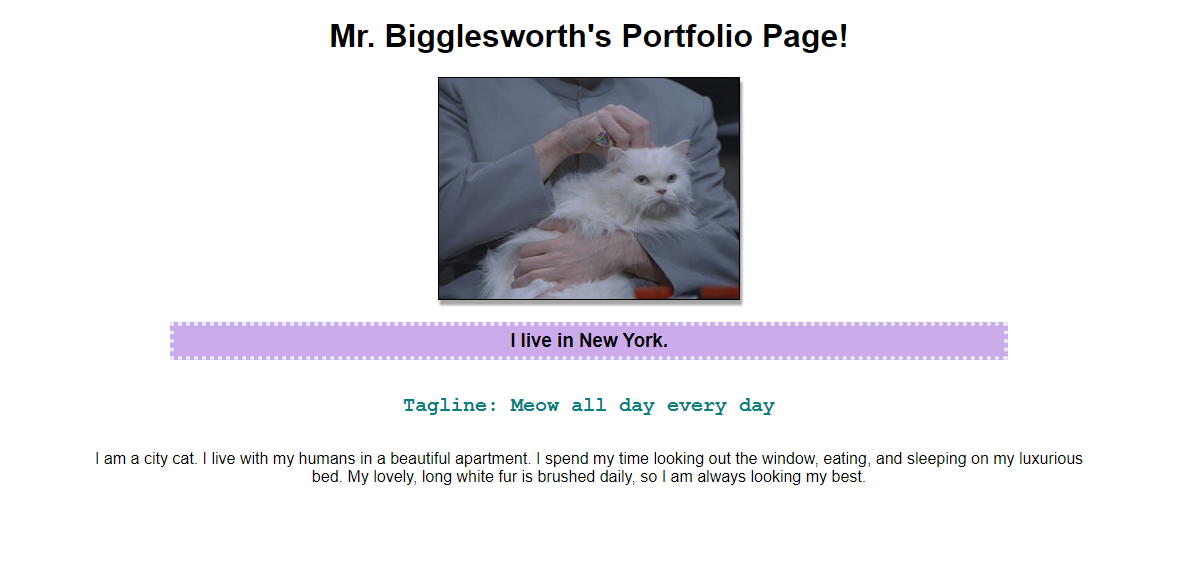 Mr. Bigglesworth's Portfolio Page!
I live in New York.
Tagline: Meow all day every day
I am a city cat. I live with my humans in a beautiful apartment. I spend my time looking out the window, eating, and sleeping on my luxurious
bed. My lovely, long white fur is brushed daily, so I am always looking my best.